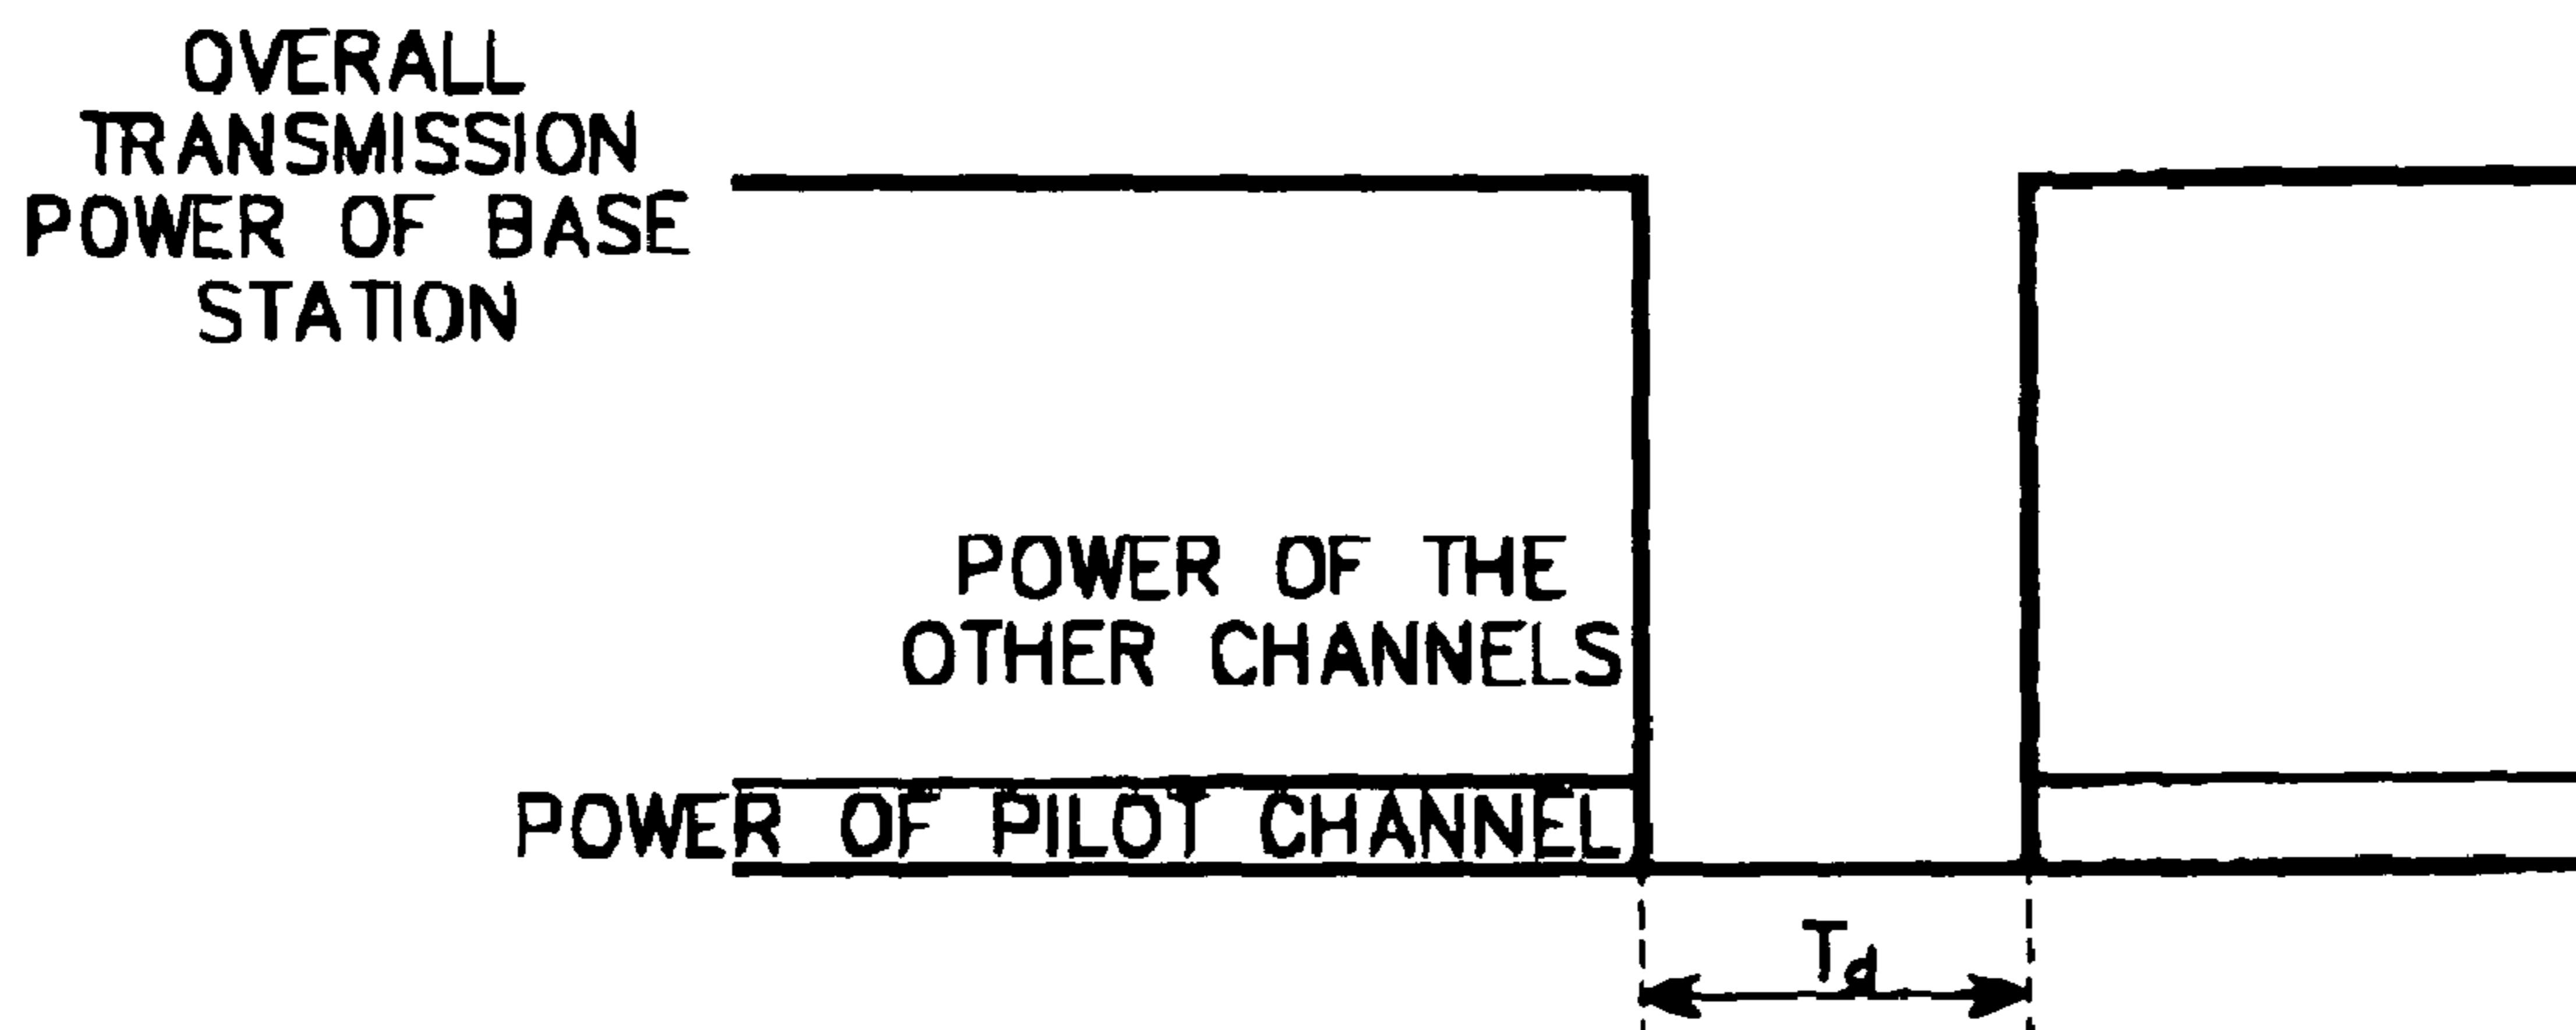 OVERALL
TRANSMISSION
POWER OF BASE
STATION
POWER OF THE
OTHER CHANNELS
POWER OF PILOT CHANNEL
Td